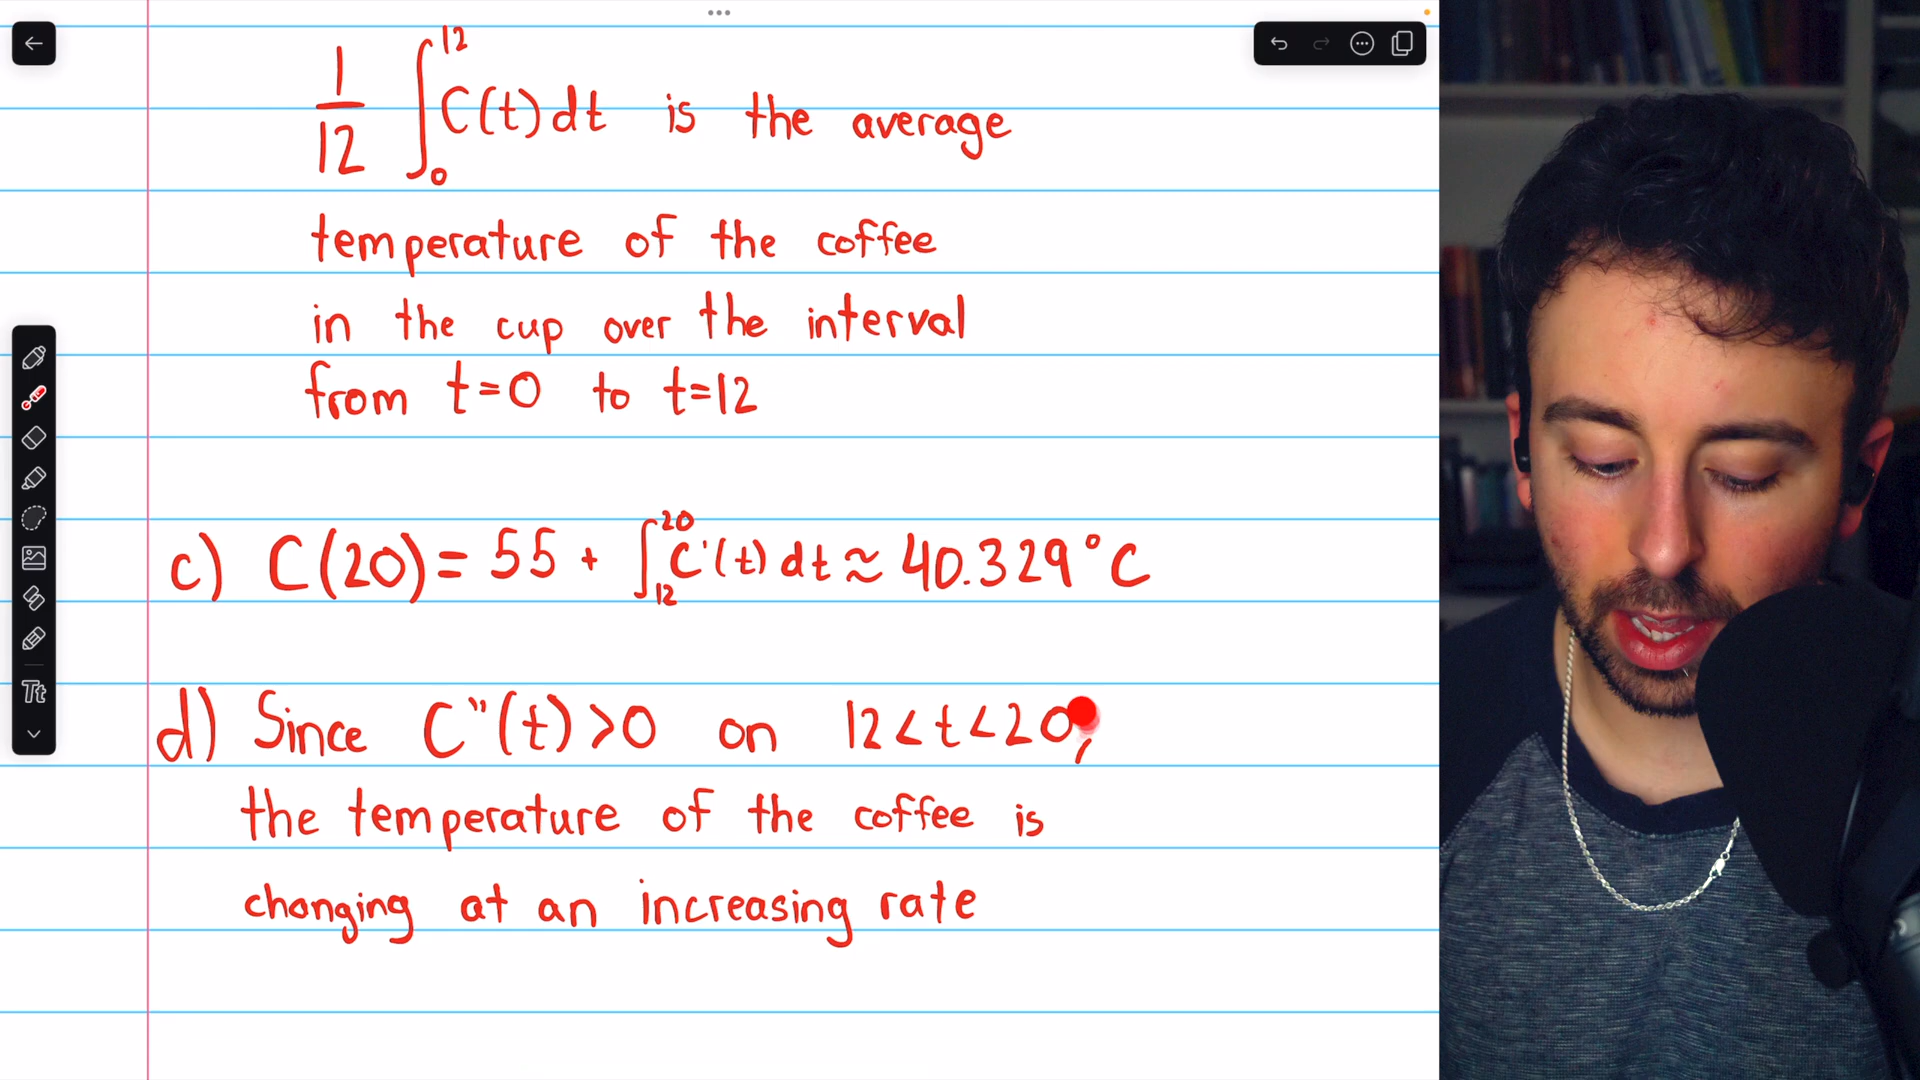 1/12 ∫₀¹² C(t) dt is the average
temperature of the coffee
in the cup over the interval
from t=0 to t=12
c) C(20) = 55 + ∫₁₂²⁰ C'(t) dt ≈ 40.329°C
d) Since C"(t) >0 on 12<t<20,
the temperature of the coffee is
changing at an increasing rate
Tt